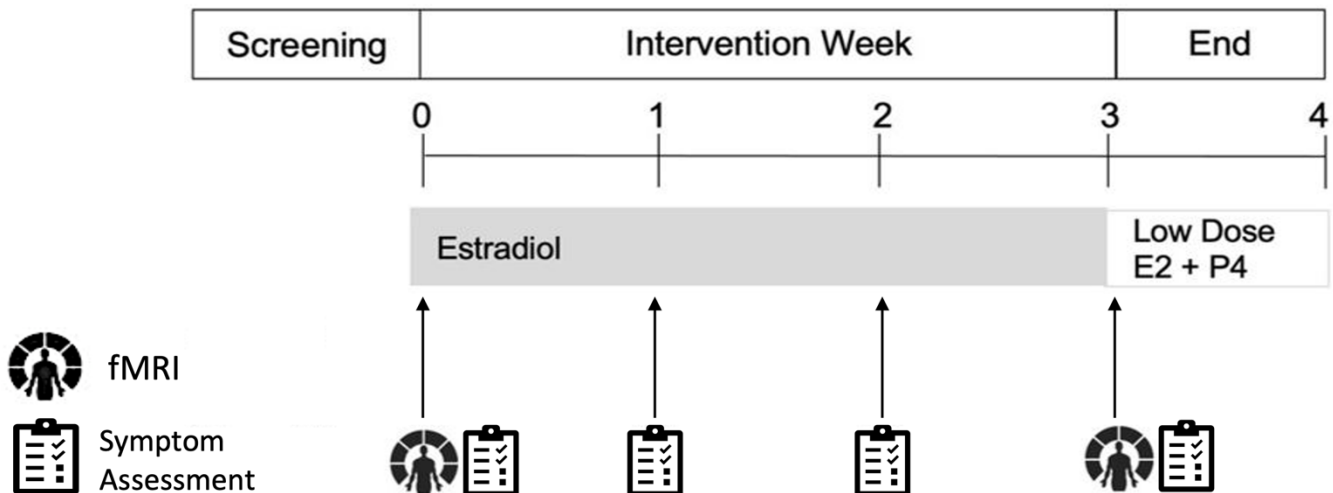 Screening Intervention Week End
0 1 2 3 4
Estradiol
Low Dose
E2 + P4
fMRI
Symptom
Assessment